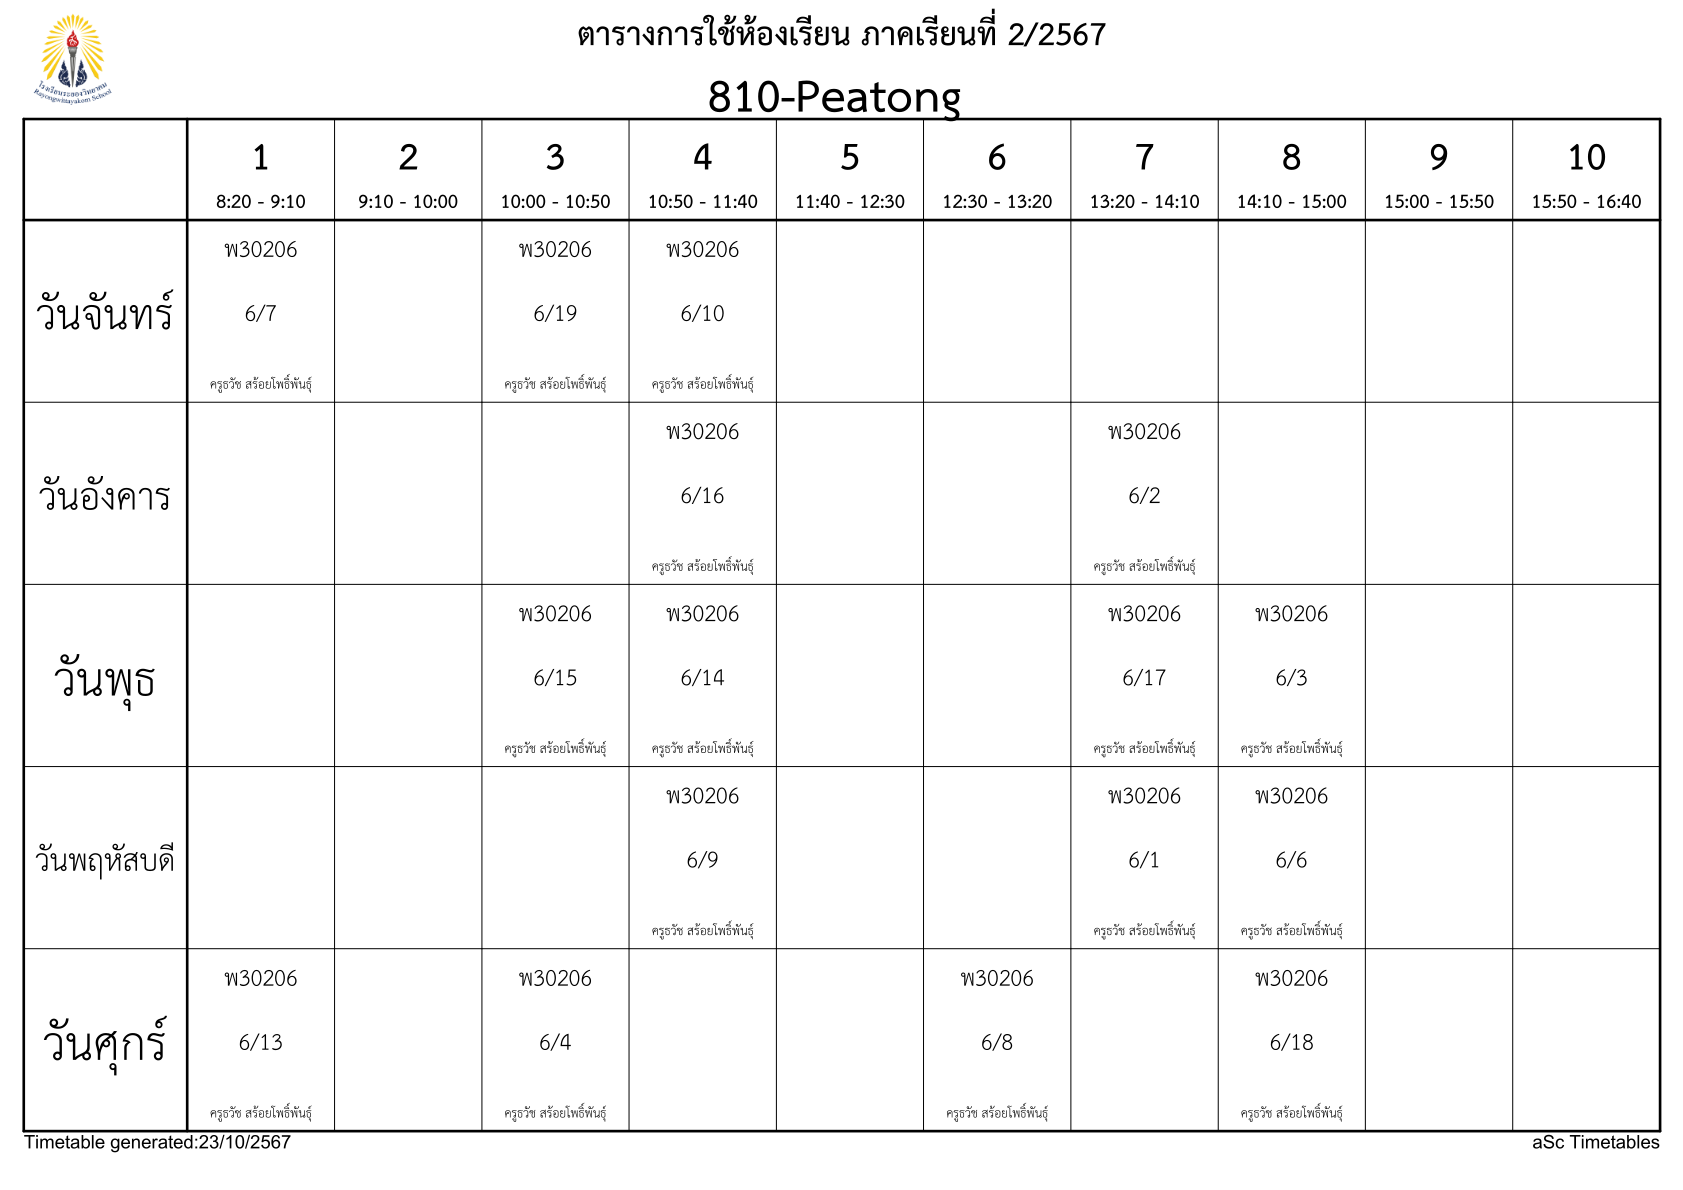 ตารางการใช้ห้องเรียน ภาคเรียนที่ 2/2567
โรงเรียนระยองวิทยาคม
Rayongwittayakom School
810-Peatong
1 2 3 4 5 6 7 8 9 10
8:20 - 9:10 9:10 - 10:00 10:00 - 10:50 10:50 - 11:40 11:40 - 12:30 12:30 - 13:20 13:20 - 14:10 14:10 - 15:00 15:00 - 15:50 15:50 - 16:40
พ30206 พ30206 พ30206
วันจันทร์ 6/7 6/19 6/10
ครูธวัช สร้อยโพธิ์พันธุ์ ครูธวัช สร้อยโพธิ์พันธุ์ ครูธวัช สร้อยโพธิ์พันธุ์
พ30206 พ30206
วันอังคาร 6/16 6/2
ครูธวัช สร้อยโพธิ์พันธุ์ ครูธวัช สร้อยโพธิ์พันธุ์
พ30206 พ30206 พ30206 พ30206
วันพุธ 6/15 6/14 6/17 6/3
ครูธวัช สร้อยโพธิ์พันธุ์ ครูธวัช สร้อยโพธิ์พันธุ์ ครูธวัช สร้อยโพธิ์พันธุ์ ครูธวัช สร้อยโพธิ์พันธุ์
พ30206 พ30206 พ30206
วันพฤหัสบดี 6/9 6/1 6/6
ครูธวัช สร้อยโพธิ์พันธุ์ ครูธวัช สร้อยโพธิ์พันธุ์ ครูธวัช สร้อยโพธิ์พันธุ์
พ30206 พ30206 พ30206 พ30206
วันศุกร์ 6/13 6/4 6/8 6/18
ครูธวัช สร้อยโพธิ์พันธุ์ ครูธวัช สร้อยโพธิ์พันธุ์ ครูธวัช สร้อยโพธิ์พันธุ์ ครูธวัช สร้อยโพธิ์พันธุ์
Timetable generated:23/10/2567 aSc Timetables